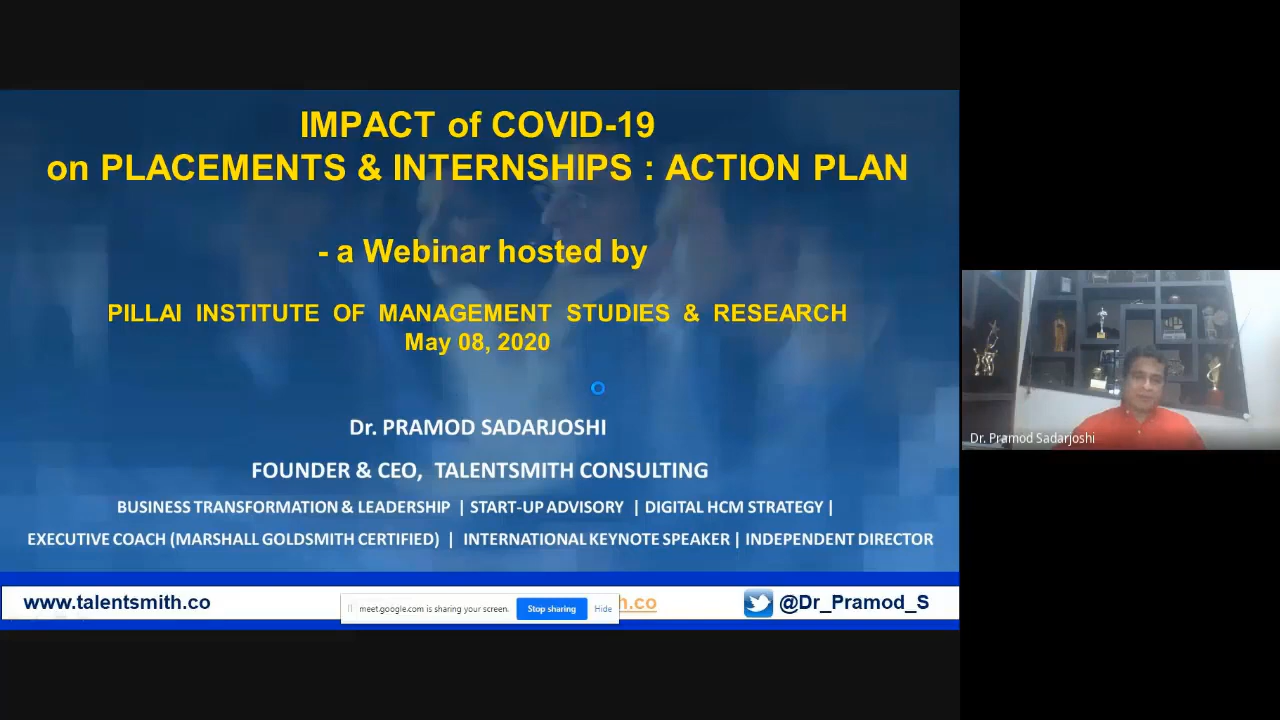 IMPACT of COVID-19
on PLACEMENTS & INTERNSHIPS : ACTION PLAN
- a Webinar hosted by
PILLAI INSTITUTE OF MANAGEMENT STUDIES & RESEARCH
May 08, 2020
Dr. PRAMOD SADARJOSHI
FOUNDER & CEO, TALENTSMITH CONSULTING
BUSINESS TRANSFORMATION & LEADERSHIP | START-UP ADVISORY | DIGITAL HCM STRATEGY |
EXECUTIVE COACH (MARSHALL GOLDSMITH CERTIFIED) | INTERNATIONAL KEYNOTE SPEAKER | INDEPENDENT DIRECTOR
www.talentsmith.co h.co @Dr_Pramod_S
meet.google.com is sharing your screen. Stop sharing Hide
Dr. Pramod Sadarjoshi